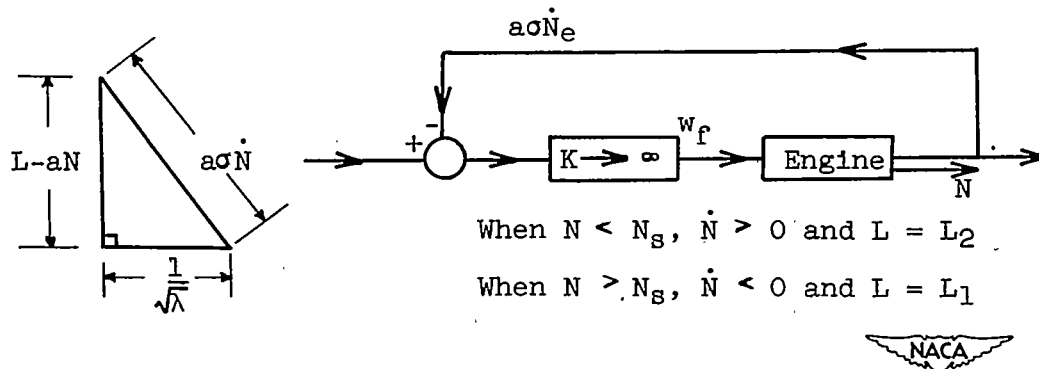 aσṄe
L-aN
aσṄ
1/√λ
+
-
K → ∞
wf
Engine
N
When N < Ns, Ṅ > 0 and L = L2
When N > Ns, Ṅ < 0 and L = L1
NACA